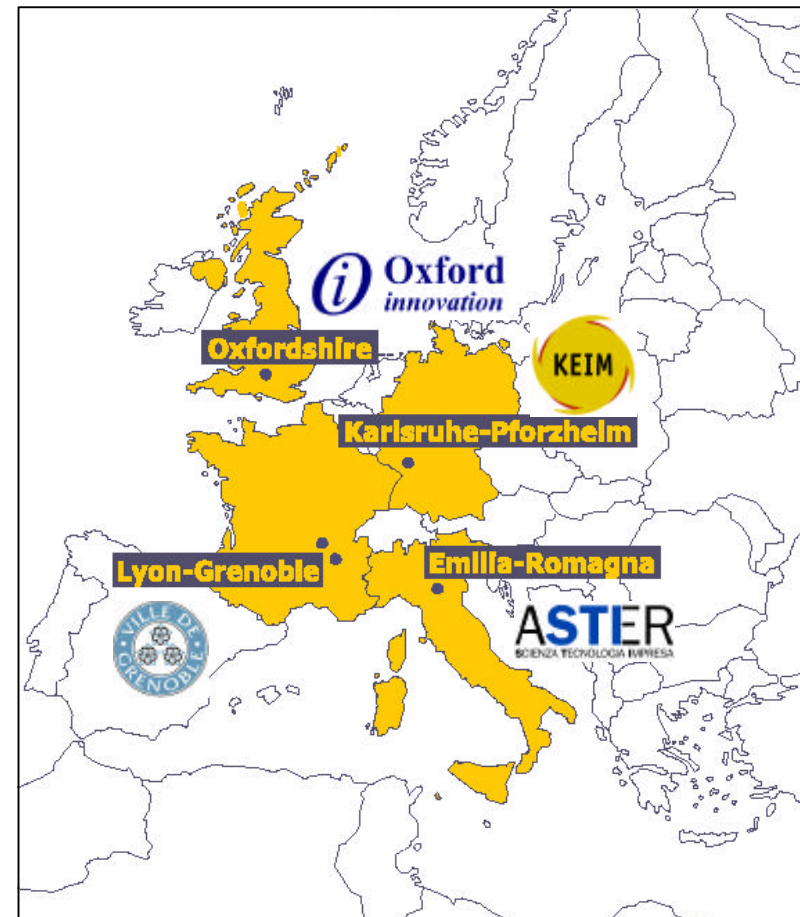 i Oxford
innovation
Oxfordshire
KEIM
Karlsruhe-Pforzheim
Lyon-Grenoble
Emilia-Romagna
VILLE DE
GRENOBLE
ASTER
SCIENZA TECNOLOGIA IMPRESA